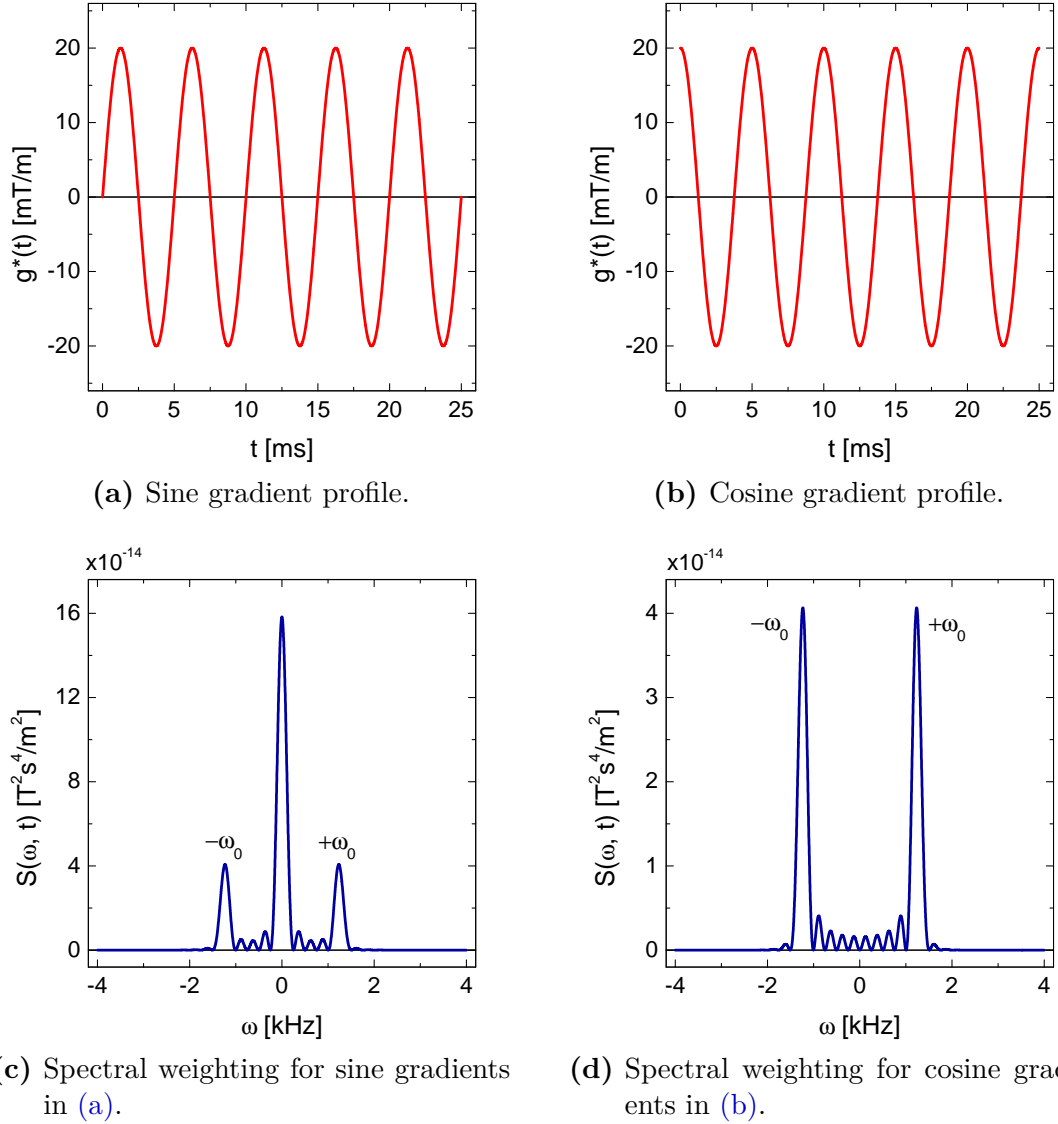 20
10
0
-10
-20
g*(t) [mT/m]
0 5 10 15 20 25
t [ms]
(a) Sine gradient profile.
20
10
0
-10
-20
g*(t) [mT/m]
0 5 10 15 20 25
t [ms]
(b) Cosine gradient profile.
x10⁻¹⁴
16
12
8
4
0
S(ω, t) [T²s⁴/m²]
−ω₀
+ω₀
-4 -2 0 2 4
ω [kHz]
(c) Spectral weighting for sine gradients
in (a).
x10⁻¹⁴
4
3
2
1
0
S(ω, t) [T²s⁴/m²]
−ω₀
+ω₀
-4 -2 0 2 4
ω [kHz]
(d) Spectral weighting for cosine grad
ents in (b).